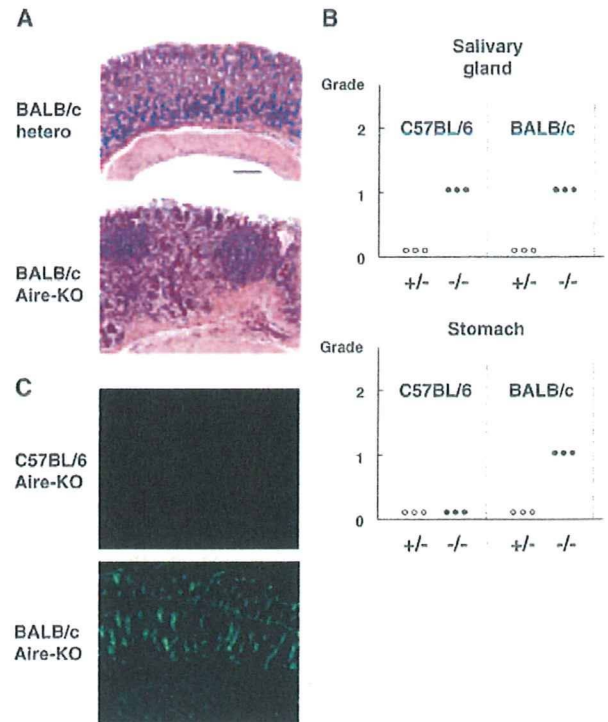 A
BALB/c
hetero
BALB/c
Aire-KO
B
Salivary
gland
Grade
C57BL/6 BALB/c
2
1
0
+/- -/- +/- -/-
Stomach
Grade
C57BL/6 BALB/c
2
1
0
+/- -/- +/- -/-
C
C57BL/6
Aire-KO
BALB/c
Aire-KO